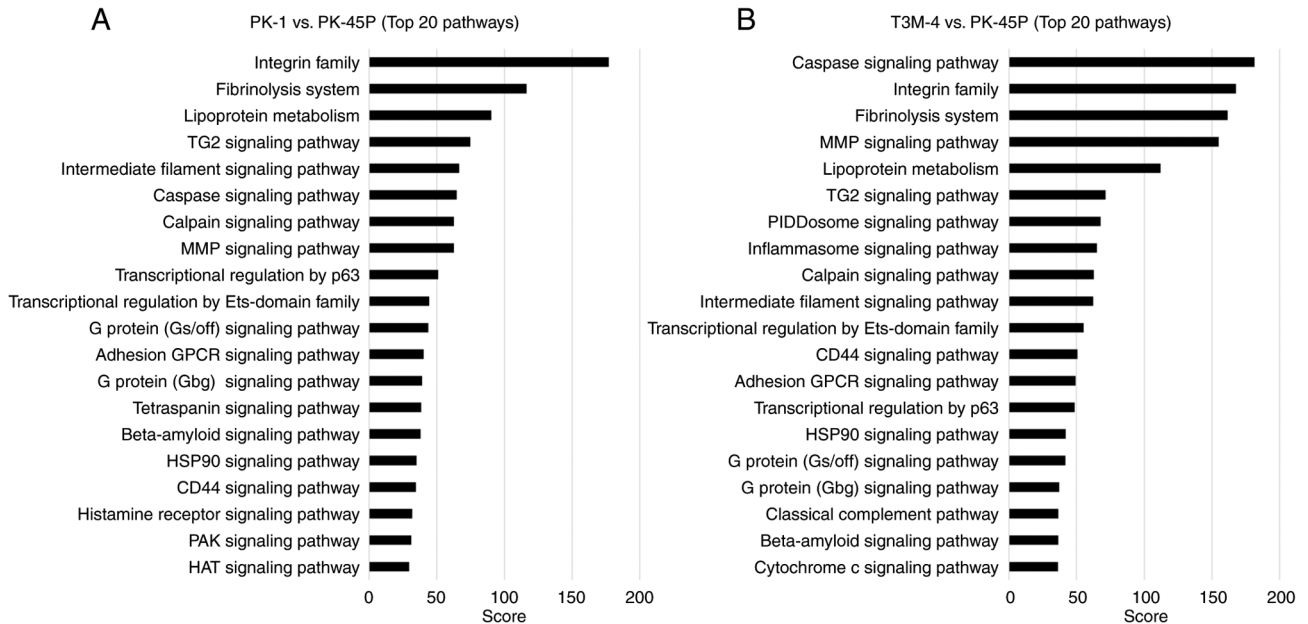 A
PK-1 vs. PK-45P (Top 20 pathways)
Integrin family
Fibrinolysis system
Lipoprotein metabolism
TG2 signaling pathway
Intermediate filament signaling pathway
Caspase signaling pathway
Calpain signaling pathway
MMP signaling pathway
Transcriptional regulation by p63
Transcriptional regulation by Ets-domain family
G protein (Gs/off) signaling pathway
Adhesion GPCR signaling pathway
G protein (Gbg)  signaling pathway
Tetraspanin signaling pathway
Beta-amyloid signaling pathway
HSP90 signaling pathway
CD44 signaling pathway
Histamine receptor signaling pathway
PAK signaling pathway
HAT signaling pathway
0 50 100 150 200
Score
B
T3M-4 vs. PK-45P (Top 20 pathways)
Caspase signaling pathway
Integrin family
Fibrinolysis system
MMP signaling pathway
Lipoprotein metabolism
TG2 signaling pathway
PIDDosome signaling pathway
Inflammasome signaling pathway
Calpain signaling pathway
Intermediate filament signaling pathway
Transcriptional regulation by Ets-domain family
CD44 signaling pathway
Adhesion GPCR signaling pathway
Transcriptional regulation by p63
HSP90 signaling pathway
G protein (Gs/off) signaling pathway
G protein (Gbg) signaling pathway
Classical complement pathway
Beta-amyloid signaling pathway
Cytochrome c signaling pathway
0 50 100 150 200
Score